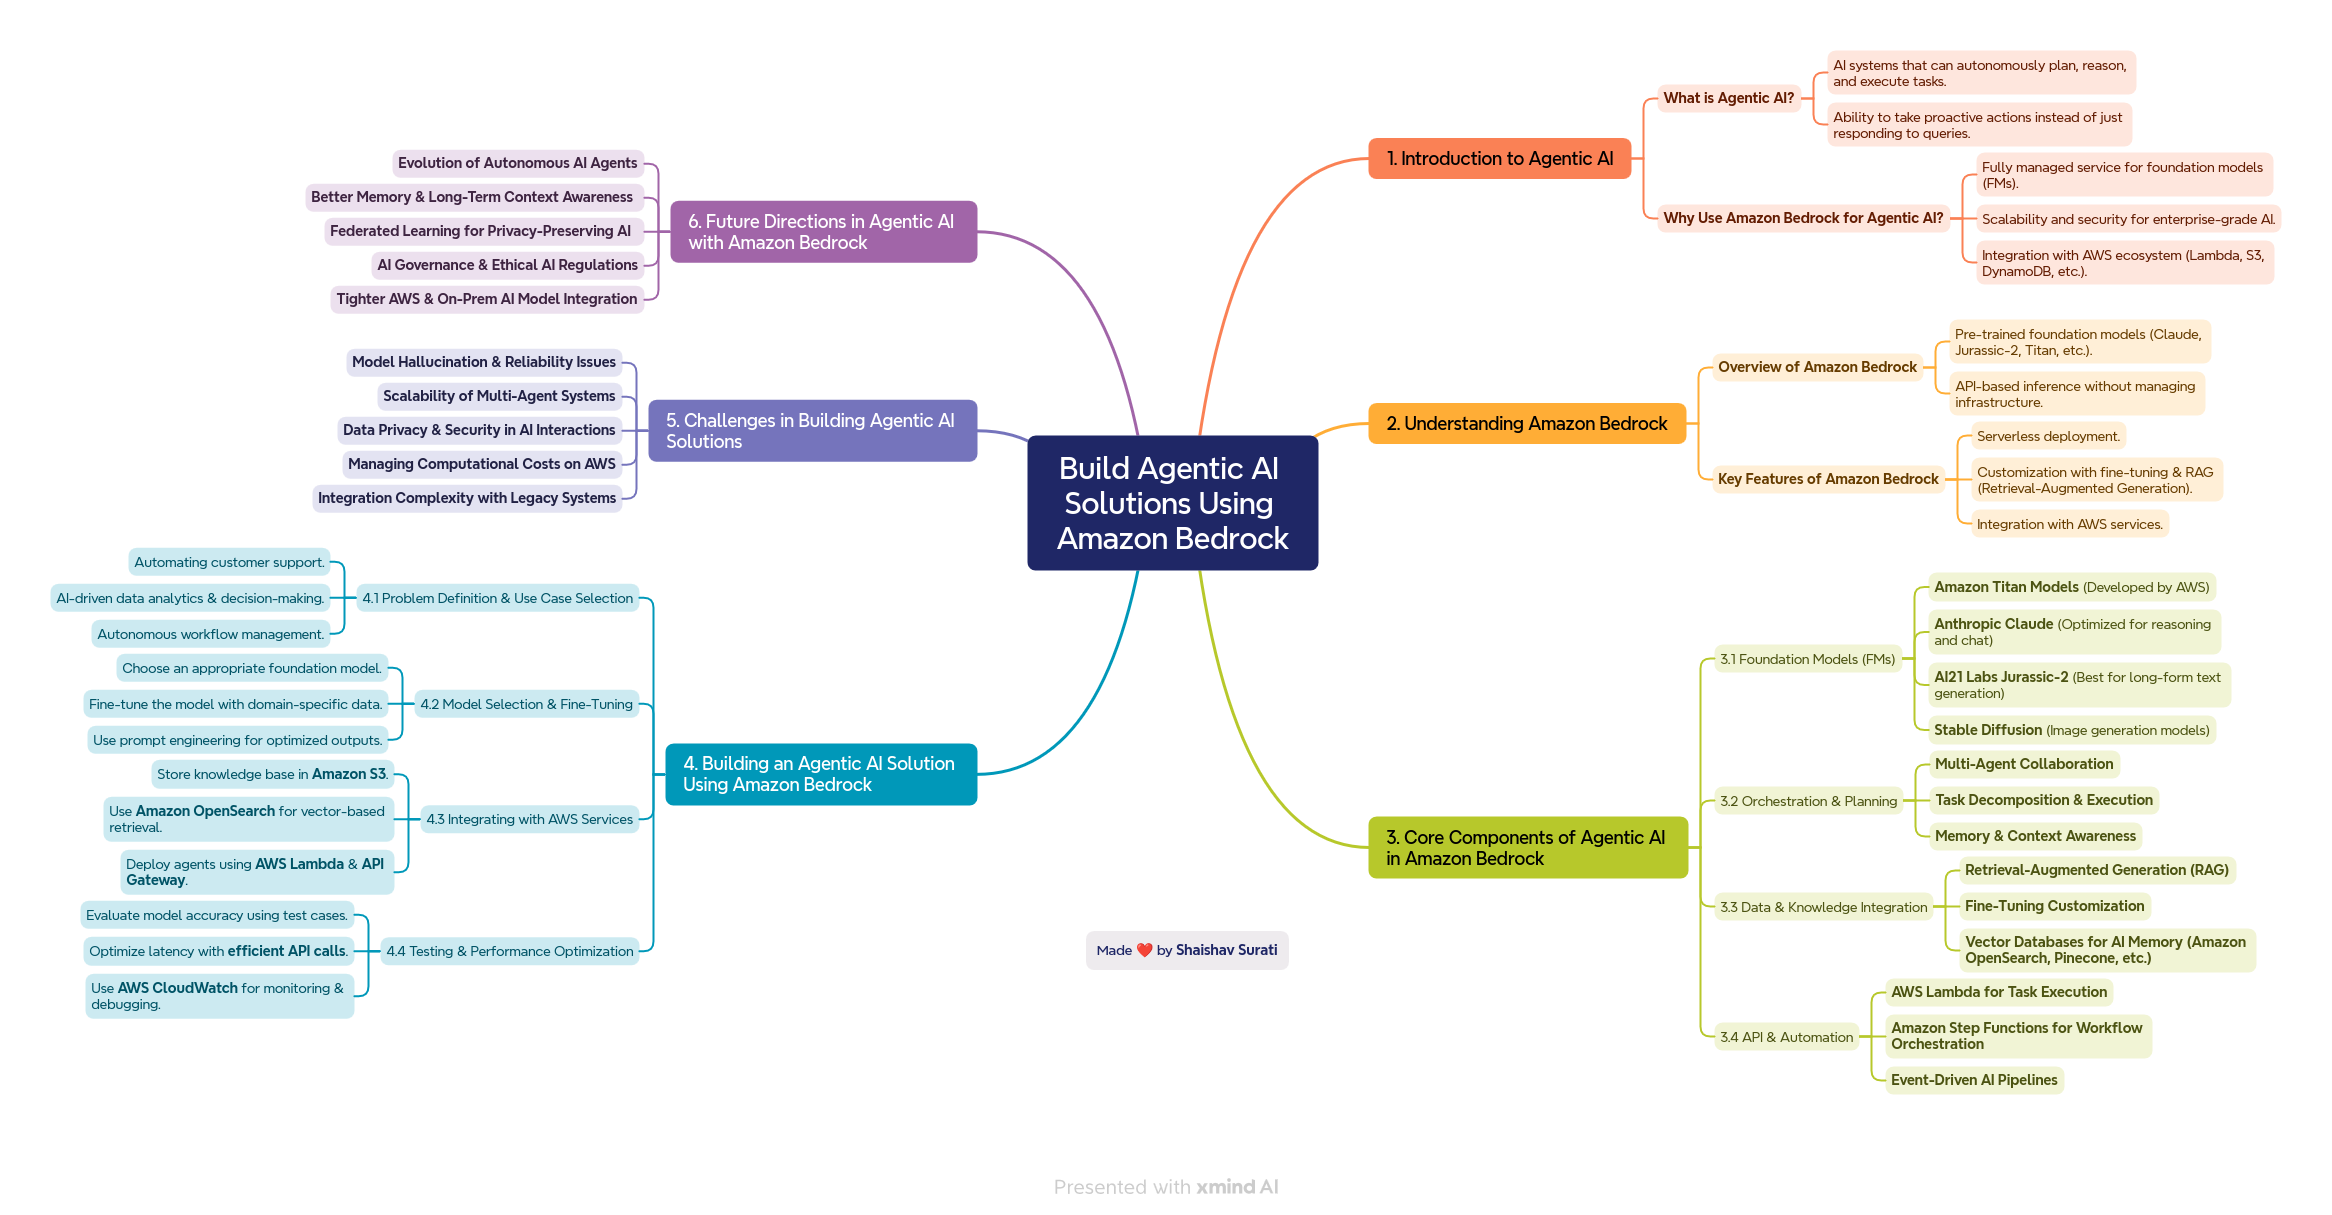 Build Agentic AI
Solutions Using
Amazon Bedrock
1. Introduction to Agentic AI
What is Agentic AI?
AI systems that can autonomously plan, reason,
and execute tasks.
Ability to take proactive actions instead of just
responding to queries.
Why Use Amazon Bedrock for Agentic AI?
Fully managed service for foundation models
(FMs).
Scalability and security for enterprise-grade AI.
Integration with AWS ecosystem (Lambda, S3,
DynamoDB, etc.).
2. Understanding Amazon Bedrock
Overview of Amazon Bedrock
Pre-trained foundation models (Claude,
Jurassic-2, Titan, etc.).
API-based inference without managing
infrastructure.
Key Features of Amazon Bedrock
Serverless deployment.
Customization with fine-tuning & RAG
(Retrieval-Augmented Generation).
Integration with AWS services.
3. Core Components of Agentic AI
in Amazon Bedrock
3.1 Foundation Models (FMs)
Amazon Titan Models (Developed by AWS)
Anthropic Claude (Optimized for reasoning
and chat)
AI21 Labs Jurassic-2 (Best for long-form text
generation)
Stable Diffusion (Image generation models)
3.2 Orchestration & Planning
Multi-Agent Collaboration
Task Decomposition & Execution
Memory & Context Awareness
3.3 Data & Knowledge Integration
Retrieval-Augmented Generation (RAG)
Fine-Tuning Customization
Vector Databases for AI Memory (Amazon
OpenSearch, Pinecone, etc.)
3.4 API & Automation
AWS Lambda for Task Execution
Amazon Step Functions for Workflow
Orchestration
Event-Driven AI Pipelines
4. Building an Agentic AI Solution
Using Amazon Bedrock
4.1 Problem Definition & Use Case Selection
Automating customer support.
AI-driven data analytics & decision-making.
Autonomous workflow management.
4.2 Model Selection & Fine-Tuning
Choose an appropriate foundation model.
Fine-tune the model with domain-specific data.
Use prompt engineering for optimized outputs.
4.3 Integrating with AWS Services
Store knowledge base in Amazon S3.
Use Amazon OpenSearch for vector-based
retrieval.
Deploy agents using AWS Lambda & API
Gateway.
4.4 Testing & Performance Optimization
Evaluate model accuracy using test cases.
Optimize latency with efficient API calls.
Use AWS CloudWatch for monitoring &
debugging.
5. Challenges in Building Agentic AI
Solutions
Model Hallucination & Reliability Issues
Scalability of Multi-Agent Systems
Data Privacy & Security in AI Interactions
Managing Computational Costs on AWS
Integration Complexity with Legacy Systems
6. Future Directions in Agentic AI
with Amazon Bedrock
Evolution of Autonomous AI Agents
Better Memory & Long-Term Context Awareness
Federated Learning for Privacy-Preserving AI
AI Governance & Ethical AI Regulations
Tighter AWS & On-Prem AI Model Integration
Made ❤️ by Shaishav Surati
Presented with xmind AI